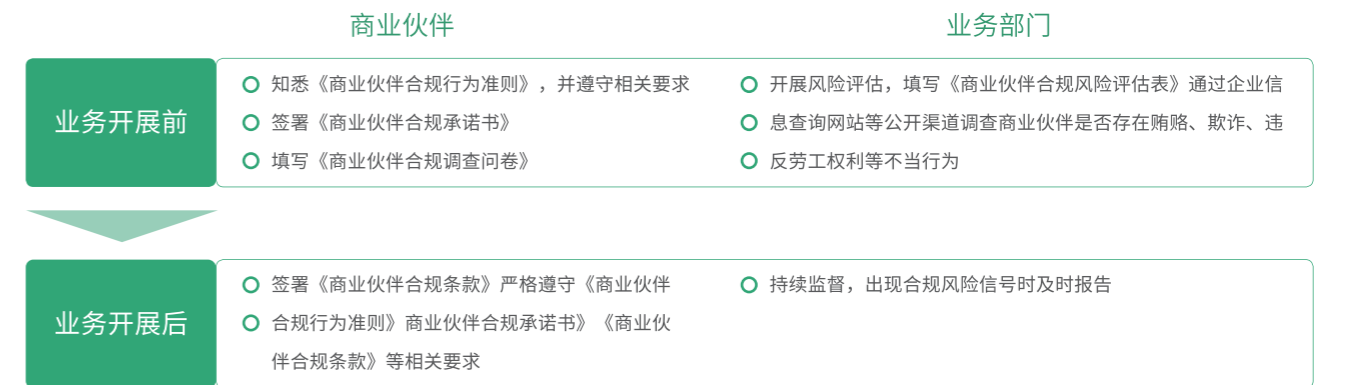 商业伙伴
业务部门
业务开展前
知悉《商业伙伴合规行为准则》，并遵守相关要求
签署《商业伙伴合规承诺书》
填写《商业伙伴合规调查问卷》
开展风险评估，填写《商业伙伴合规风险评估表》通过企业信
息查询网站等公开渠道调查商业伙伴是否存在贿赂、欺诈、违
反劳工权利等不当行为
业务开展后
签署《商业伙伴合规条款》严格遵守《商业伙伴
合规行为准则》商业伙伴合规承诺书》《商业伙
伴合规条款》等相关要求
持续监督，出现合规风险信号时及时报告